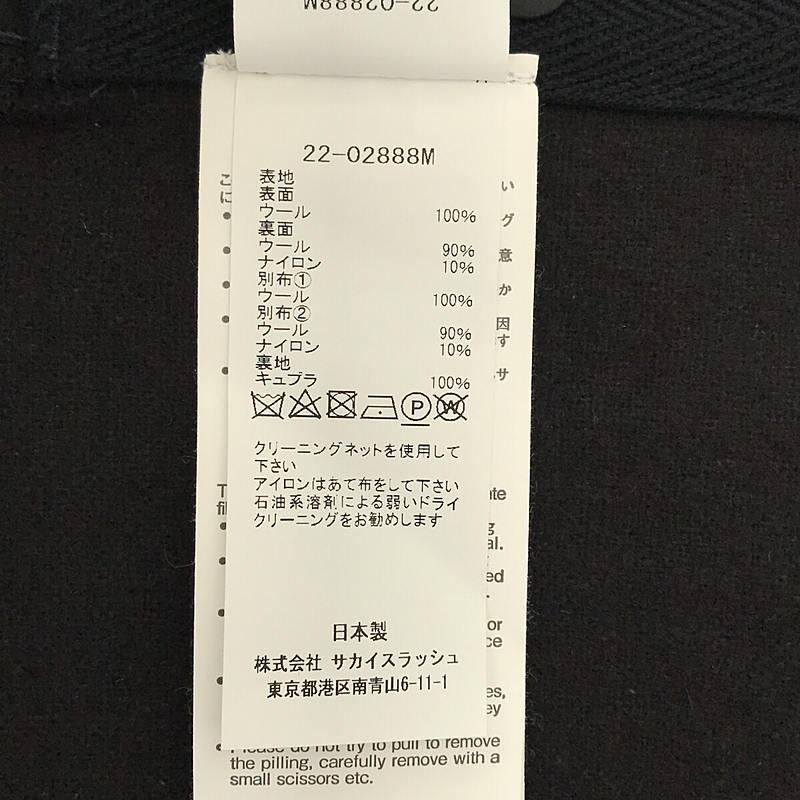 22-02888M
22-02888M
表地
表面
ウール 100%
裏面
ウール 90%
ナイロン 10%
別布①
ウール 100%
別布②
ウール 90%
ナイロン 10%
裏地
キュプラ 100%
P
W
クリーニングネットを使用して
下さい
アイロンはあて布をして下さい
石油系溶剤による弱いドライ
クリーニングをお勧めします
日本製
株式会社 サカイスラッシュ
東京都港区南青山6-11-1
Please do not try to pull to remove
the pilling, carefully remove with a
small scissors etc.